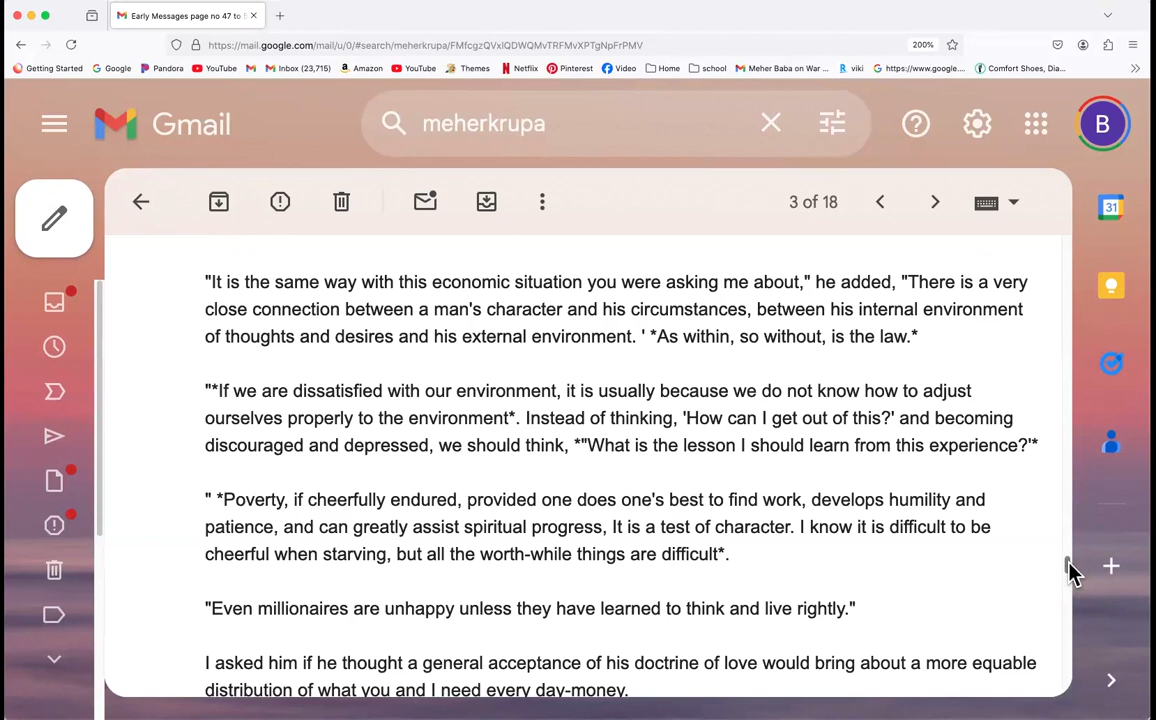 Early Messages page no 47 to
https://mail.google.com/mail/u/0/#search/meherkrupa/FMfcgzQVxlQDWQMvTRFMvXPTgNpFrPMV
200%
Getting Started Google Pandora YouTube Inbox (23,715) Amazon YouTube Themes Netflix Pinterest Video Home school Meher Baba on War ... viki https://www.google.... Comfort Shoes, Dia...
Gmail
meherkrupa
B
3 of 18
31
"It is the same way with this economic situation you were asking me about," he added, "There is a very
close connection between a man's character and his circumstances, between his internal environment
of thoughts and desires and his external environment. ' *As within, so without, is the law.*
"*If we are dissatisfied with our environment, it is usually because we do not know how to adjust
ourselves properly to the environment*. Instead of thinking, 'How can I get out of this?' and becoming
discouraged and depressed, we should think, *"What is the lesson I should learn from this experience?'*
" *Poverty, if cheerfully endured, provided one does one's best to find work, develops humility and
patience, and can greatly assist spiritual progress, It is a test of character. I know it is difficult to be
cheerful when starving, but all the worth-while things are difficult*.
"Even millionaires are unhappy unless they have learned to think and live rightly."
I asked him if he thought a general acceptance of his doctrine of love would bring about a more equable
distribution of what you and I need every day-money.